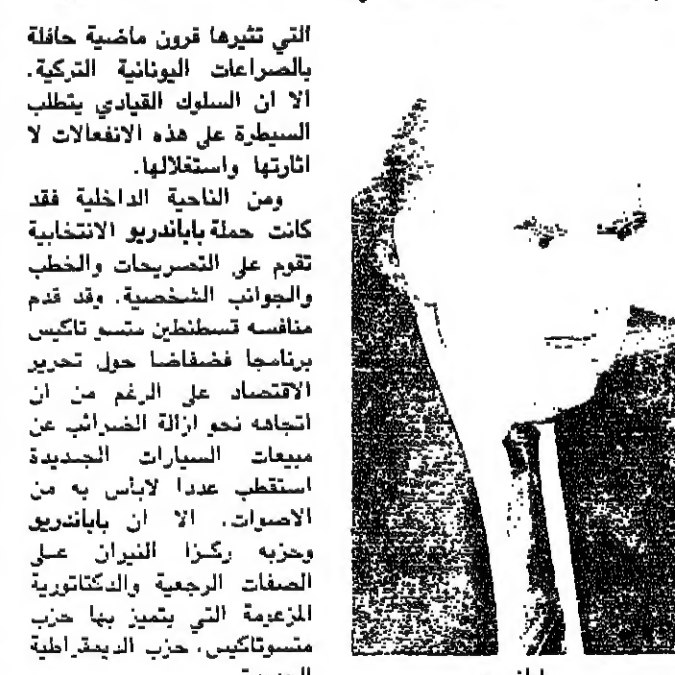 التي تثيرها قرون ماضية حافلة
بالصراعات اليونانية التركية.
الا ان السلوك القيادي يتطلب
السيطرة على هذه الانفعالات لا
اثارتها واستغلالها.
ومن الناحية الداخلية فقد
كانت حملة باباندريو الانتخابية
تقوم على التصريحات والخطب
والجوانب الشخصية. وقد قدم
منافسه قسطنطين متسو تاكيس
برنامجا فضفاضا حول تحرير
الاقتصاد على الرغم من ان
اتجاهه نحو ازالة الضرائب عن
مبيعات السيارات الجديدة
استقطب عددا لابأس به من
الاصوات. الا ان باباندريو
وحزبه ركزا النيران على
الصفات الرجعية والدكتاتورية
المزعومة التي يتميز بها حزب
متسوتاكيس، حزب الديمقراطية